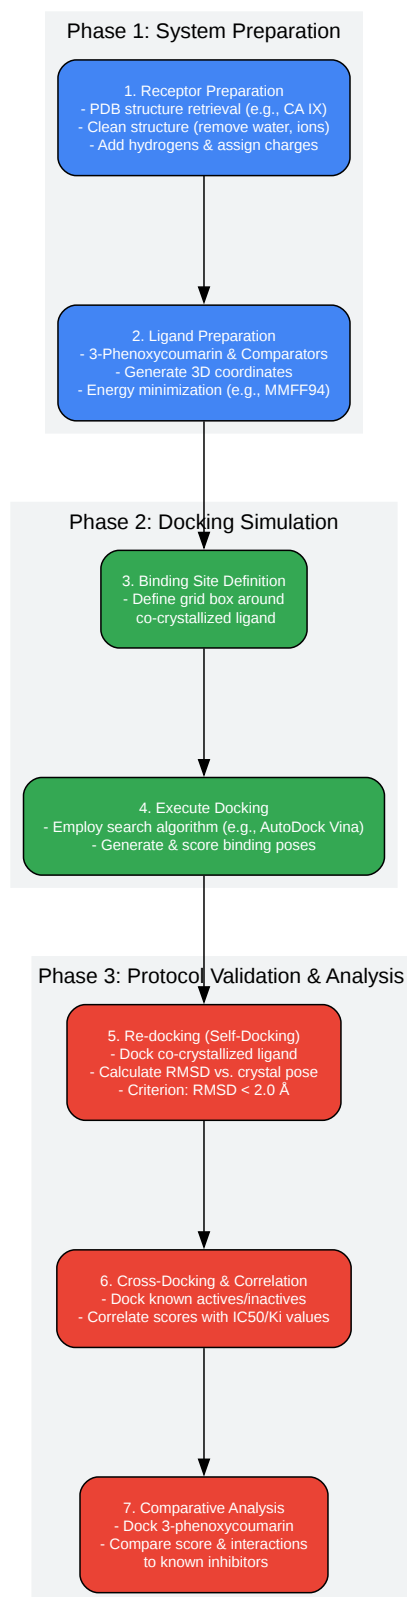 Phase 1: System Preparation
1. Receptor Preparation
- PDB structure retrieval (e.g., CA IX)
- Clean structure (remove water, ions)
- Add hydrogens & assign charges
2. Ligand Preparation
- 3-Phenoxycoumarin & Comparators
- Generate 3D coordinates
- Energy minimization (e.g., MMFF94)
Phase 2: Docking Simulation
3. Binding Site Definition
- Define grid box around
co-crystallized ligand
4. Execute Docking
- Employ search algorithm (e.g., AutoDock Vina)
- Generate & score binding poses
Phase 3: Protocol Validation & Analysis
5. Re-docking (Self-Docking)
- Dock co-crystallized ligand
- Calculate RMSD vs. crystal pose
- Criterion: RMSD < 2.0 Å
6. Cross-Docking & Correlation
- Dock known actives/inactives
- Correlate scores with IC50/Ki values
7. Comparative Analysis
- Dock 3-phenoxycoumarin
- Compare score & interactions
to known inhibitors